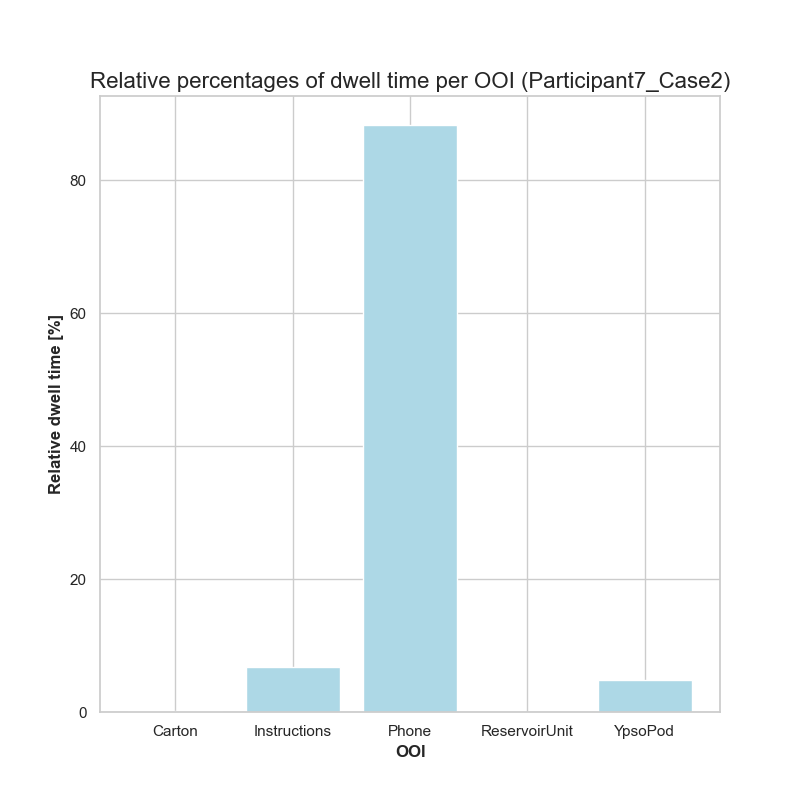 Relative percentages of dwell time per OOI (Participant7_Case2)
80
60
40
20
0
Relative dwell time [%]
Carton Instructions Phone ReservoirUnit YpsoPod
OOI